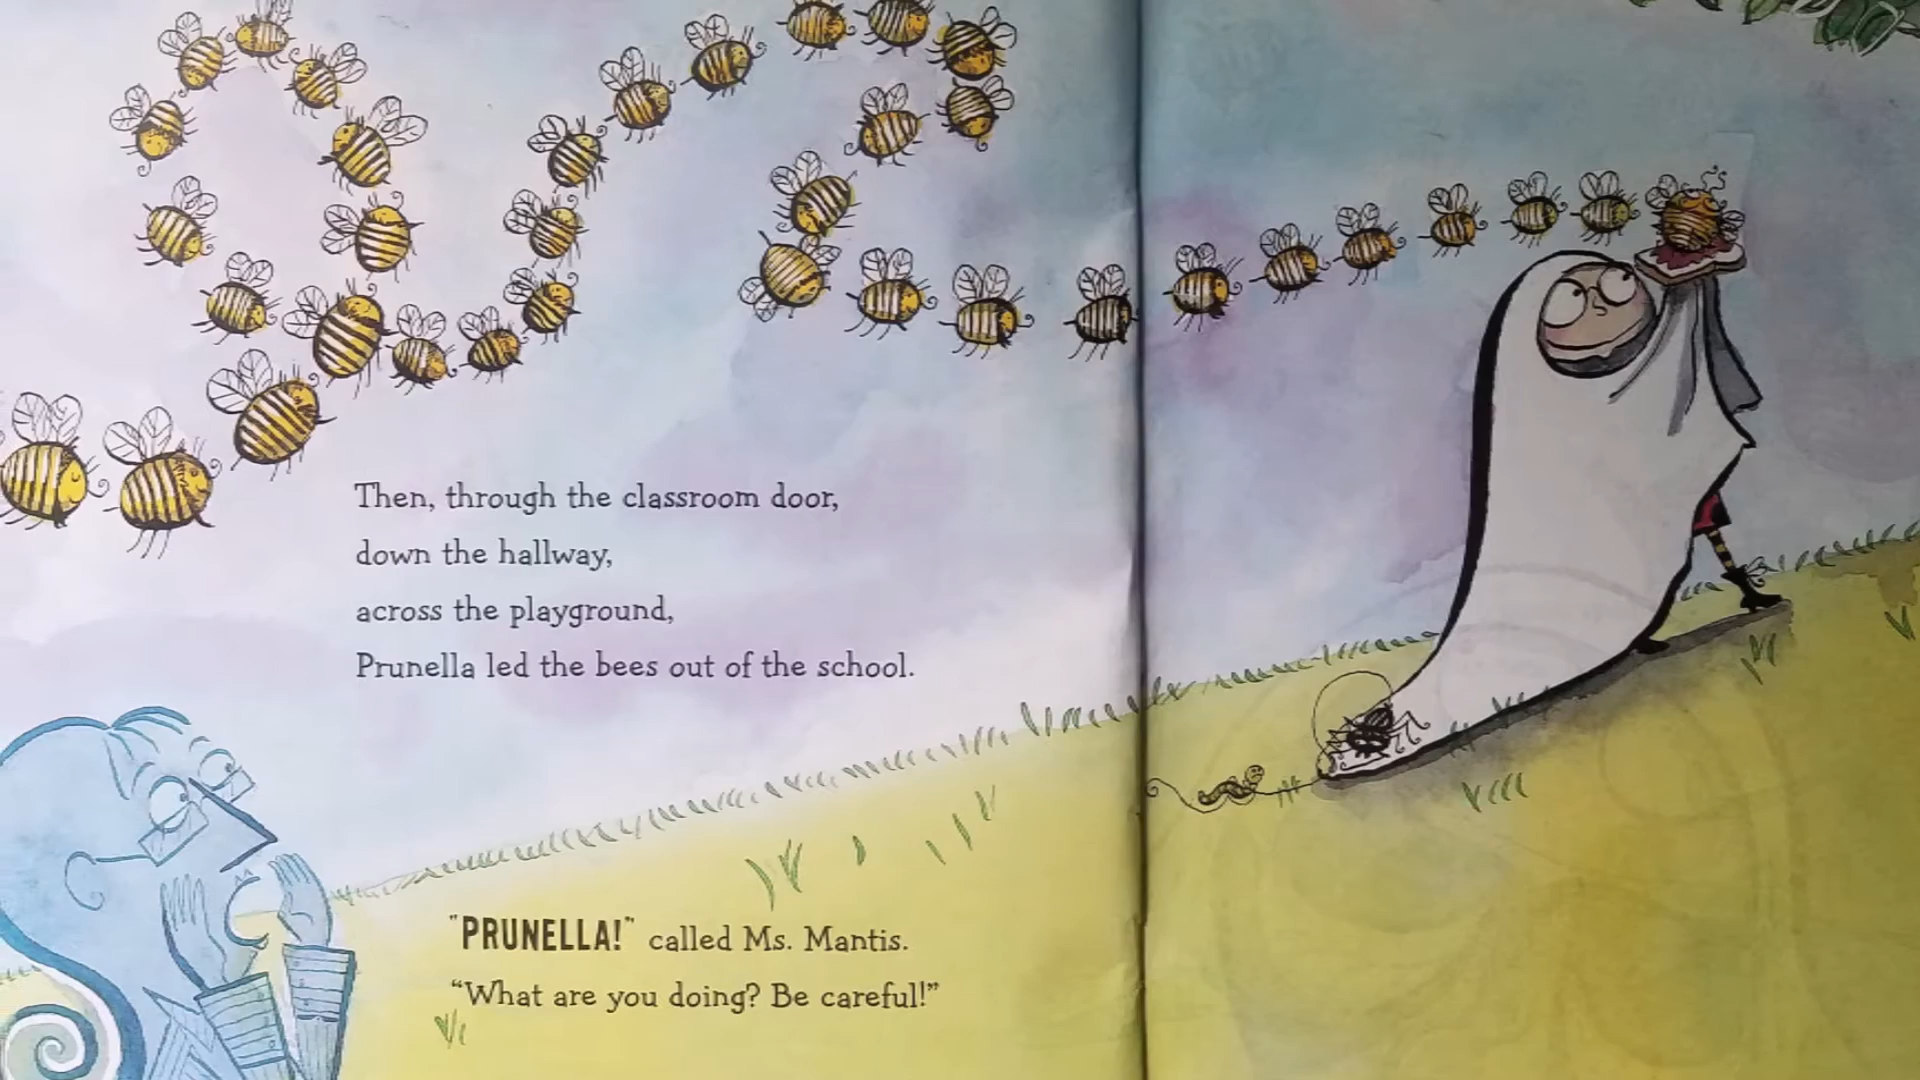 Then, through the classroom door,
down the hallway,
across the playground,
Prunella led the bees out of the school.
"PRUNELLA!" called Ms. Mantis.
"What are you doing? Be careful!"